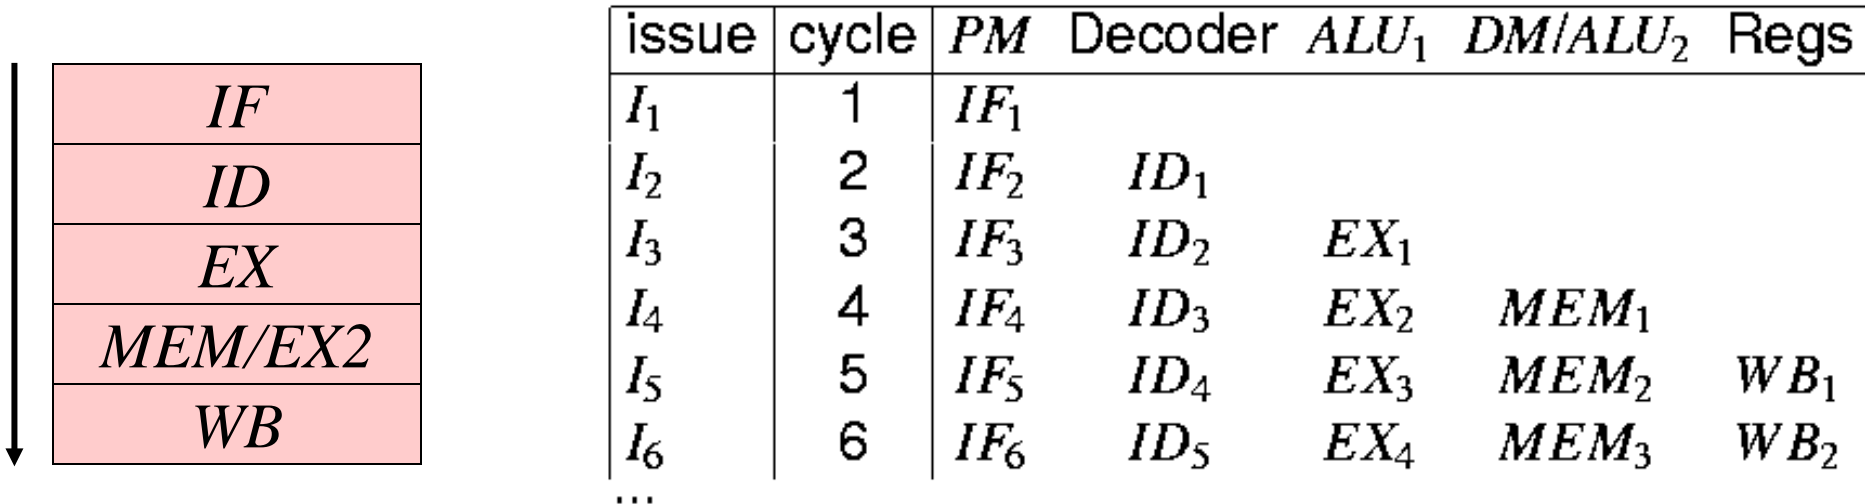 IF
ID
EX
MEM/EX2
WB
issue cycle PM Decoder ALU₁ DM/ALU₂ Regs
I₁ 1 IF₁
I₂ 2 IF₂ ID₁
I₃ 3 IF₃ ID₂ EX₁
I₄ 4 IF₄ ID₃ EX₂ MEM₁
I₅ 5 IF₅ ID₄ EX₃ MEM₂ WB₁
I₆ 6 IF₆ ID₅ EX₄ MEM₃ WB₂
...